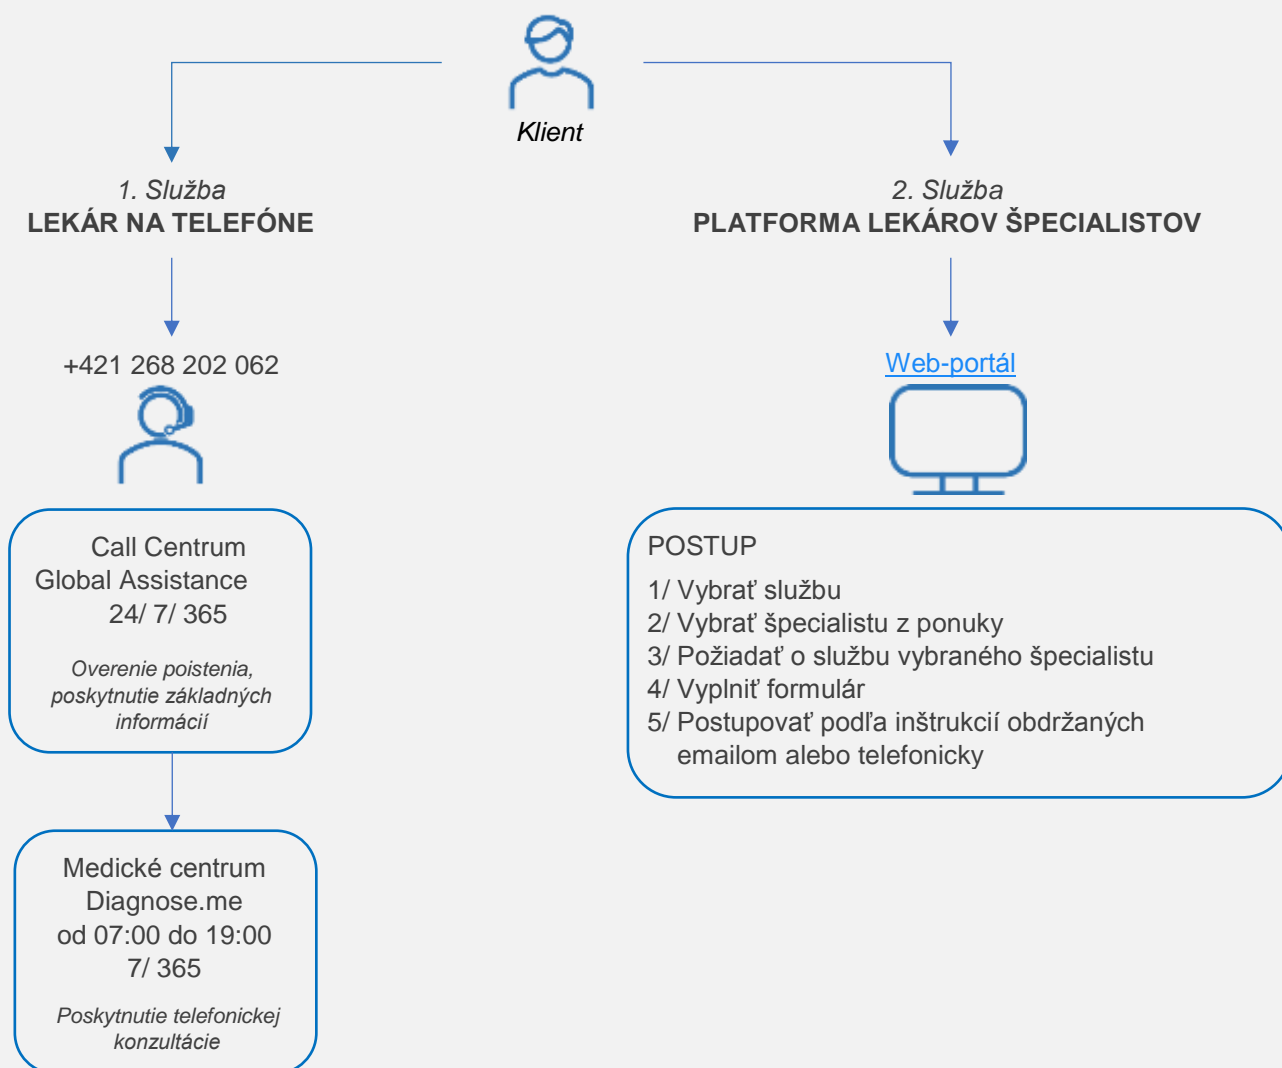 Klient
1. Služba
LEKÁR NA TELEFÓNE
+421 268 202 062
Call Centrum
Global Assistance
24/ 7/ 365
Overenie poistenia,
poskytnutie základných
informácií
Medické centrum
Diagnose.me
od 07:00 do 19:00
7/ 365
Poskytnutie telefonickej
konzultácie
2. Služba
PLATFORMA LEKÁROV ŠPECIALISTOV
Web-portál
POSTUP
1/ Vybrať službu
2/ Vybrať špecialistu z ponuky
3/ Požiadať o službu vybraného špecialistu
4/ Vyplniť formulár
5/ Postupovať podľa inštrukcií obdržaných
emailom alebo telefonicky